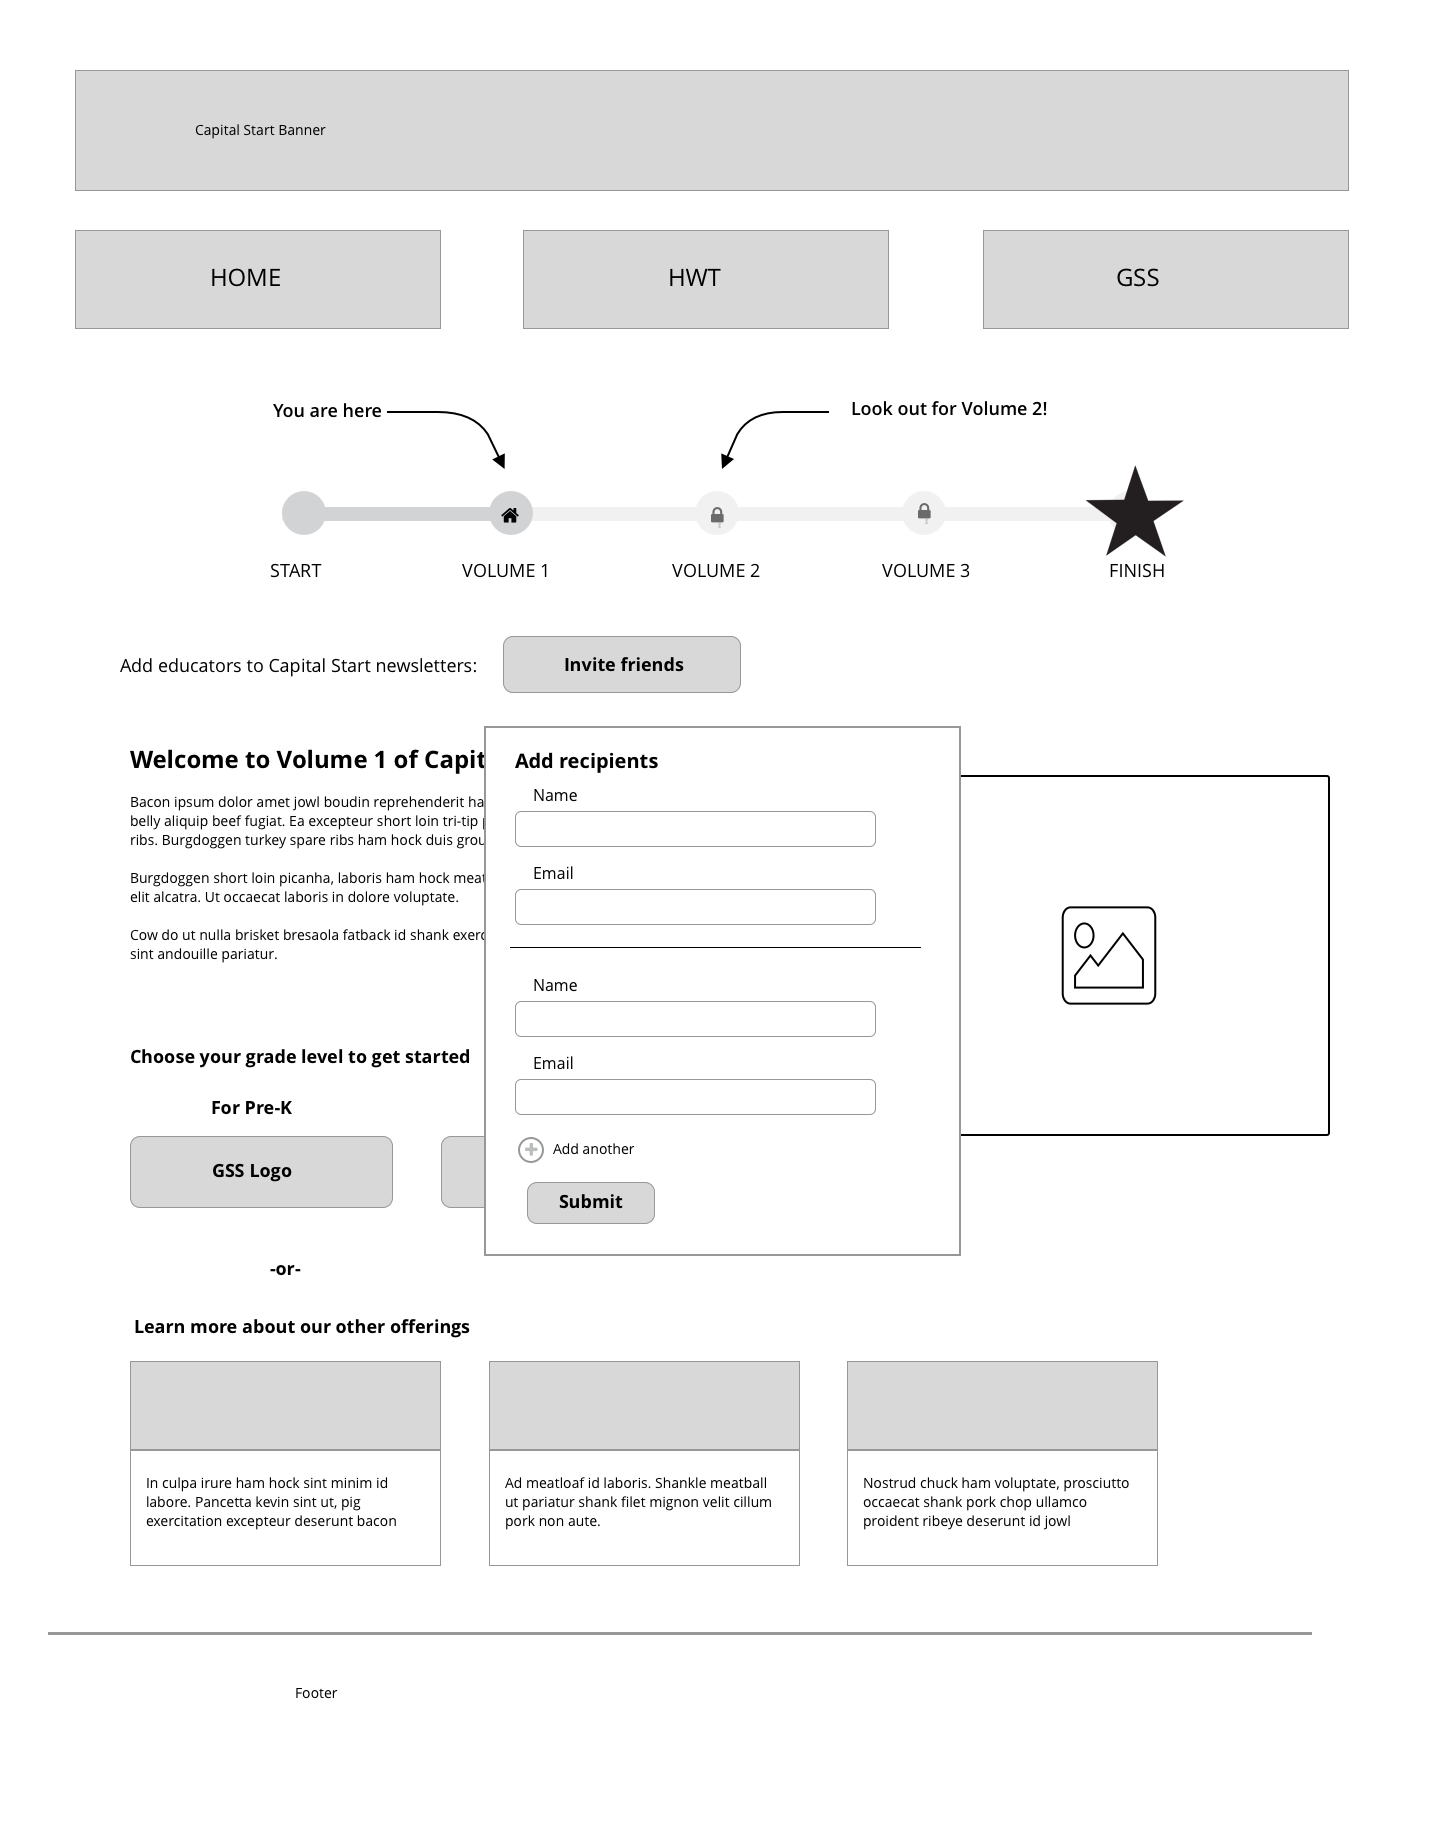 Capital Start Banner
HOME
HWT
GSS
You are here
Look out for Volume 2!
START
VOLUME 1
VOLUME 2
VOLUME 3
FINISH
Add educators to Capital Start newsletters:
Invite friends
Welcome to Volume 1 of Capit
Bacon ipsum dolor amet jowl boudin reprehenderit ha
belly aliquip beef fugiat. Ea excepteur short loin tri-tip
ribs. Burgdoggen turkey spare ribs ham hock duis grou
Burgdoggen short loin picanha, laboris ham hock meat
elit alcatra. Ut occaecat laboris in dolore voluptate.
Cow do ut nulla brisket bresaola fatback id shank exerc
sint andouille pariatur.
Choose your grade level to get started
For Pre-K
GSS Logo
Add recipients
Name
Email
Name
Email
Add another
Submit
-or-
Learn more about our other offerings
In culpa irure ham hock sint minim id
labore. Pancetta kevin sint ut, pig
exercitation excepteur deserunt bacon
Ad meatloaf id laboris. Shankle meatball
ut pariatur shank filet mignon velit cillum
pork non aute.
Nostrud chuck ham voluptate, prosciutto
occaecat shank pork chop ullamco
proident ribeye deserunt id jowl
Footer